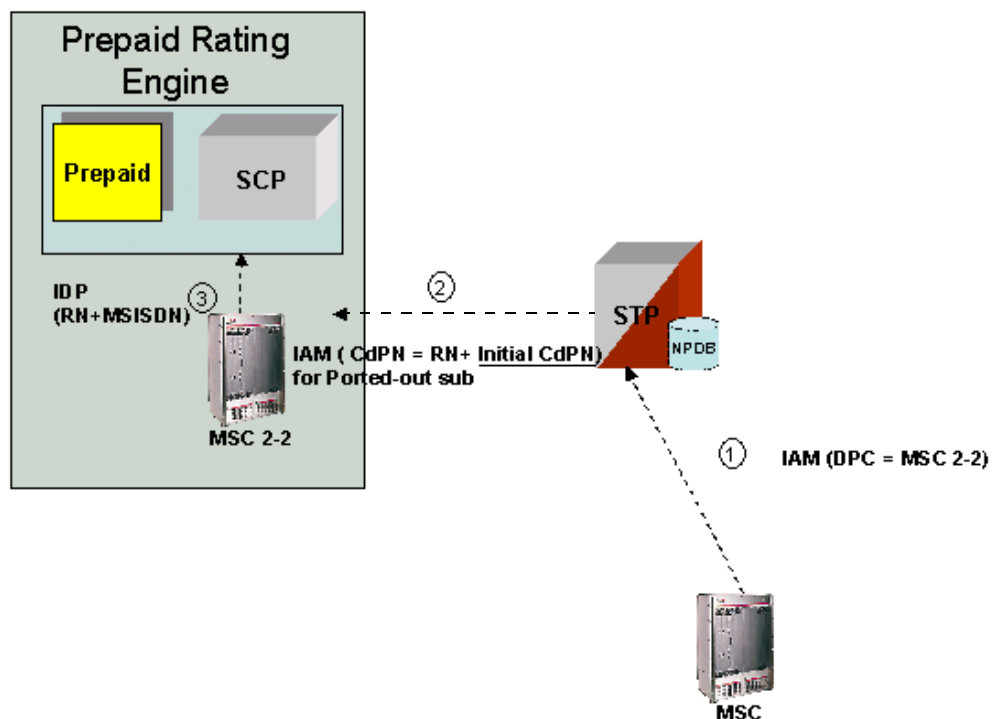 Prepaid Rating
Engine
Prepaid
SCP
IDP
(RN+MSISDN)
3
MSC 2-2
2
IAM ( CdPN = RN+ Initial CdPN)
for Ported-out sub
STP
NPDB
1
IAM (DPC = MSC 2-2)
MSC